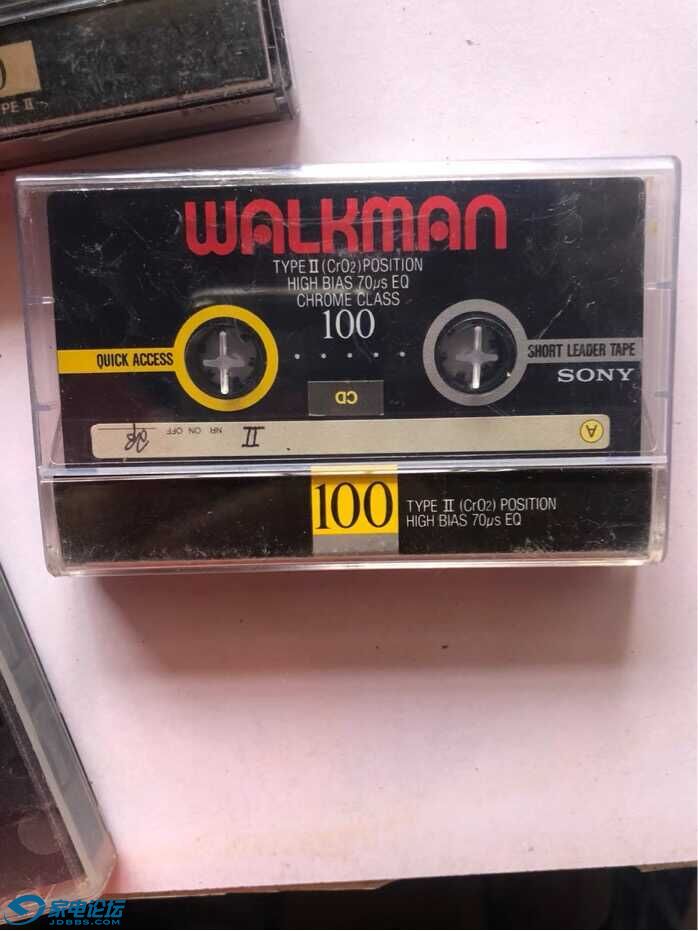 PE II
WALKMAN
TYPE II (CrO2) POSITION
HIGH BIAS 70µs EQ
CHROME CLASS
100
QUICK ACCESS
SHORT LEADER TAPE
SONY
CD
NR ON OFF
II
A
100
TYPE II (CrO2) POSITION
HIGH BIAS 70µs EQ
家电论坛
JDBBS.COM